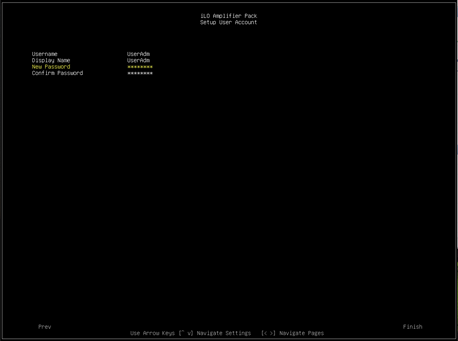 iLO Amplifier Pack
Setup User Account
Username UserAdm
Display Name UserAdm
New Password ********
Confirm Password ********
Prev Finish
Use Arrow Keys [^ v] Navigate Settings [< >] Navigate Pages